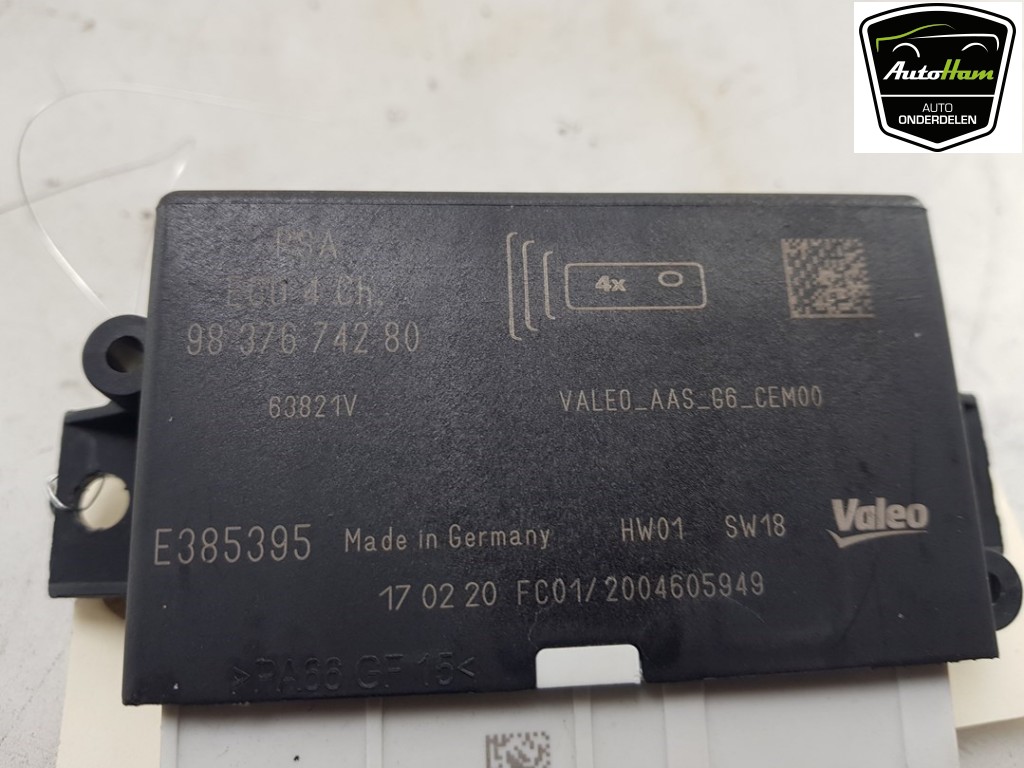 AutoHam
AUTO
ONDERDELEN
PSA
ECU 4 Ch.
98 376 742 80
4x
63821V
VALEO_AAS_G6_CEM00
E385395 Made in Germany HW01 SW18 Valeo
17 02 20 FC01/2004605949
>PA66 GF 15<